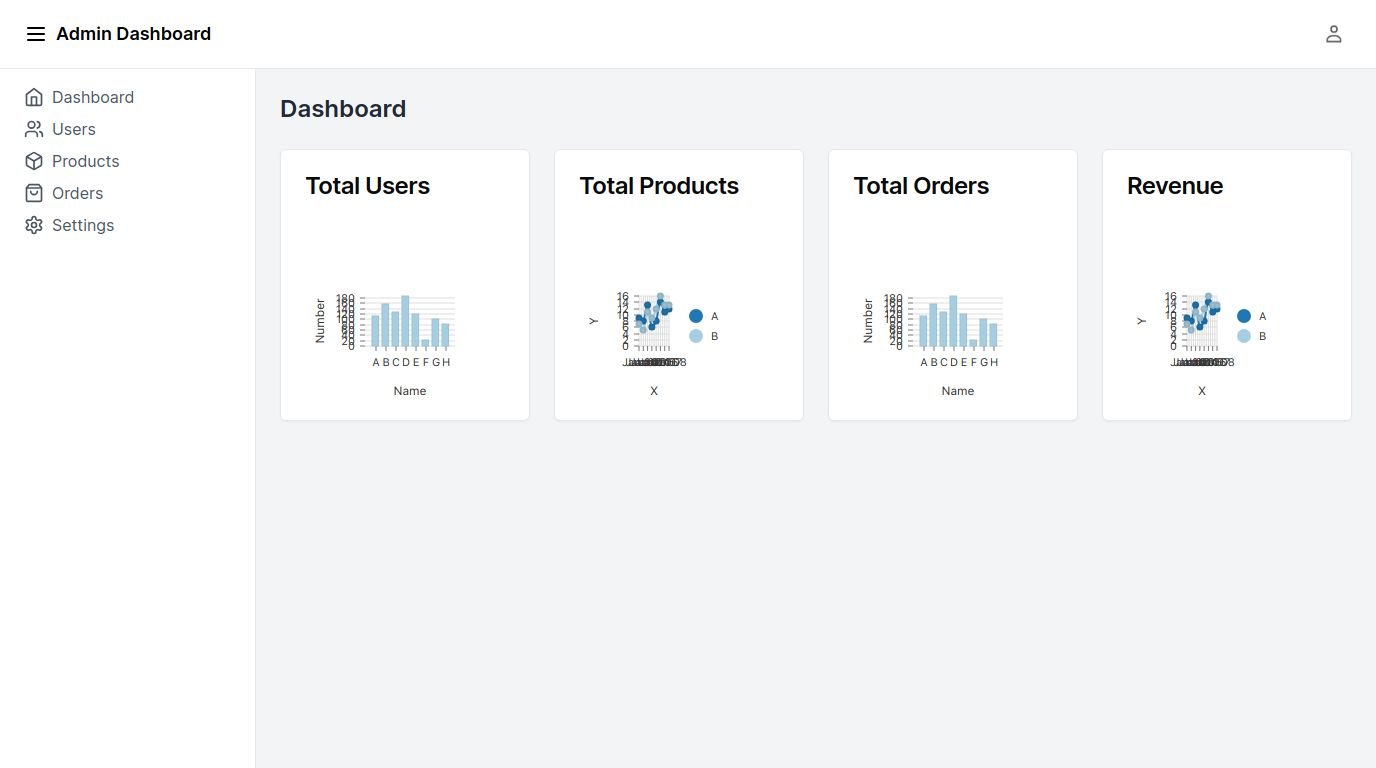 Admin Dashboard
Dashboard
Users
Products
Orders
Settings
Dashboard
Total Users
Number
180
160
140
120
100
80
60
40
20
0
A B C D E F G H
Name
Total Products
Y
16
14
12
10
8
6
4
2
0
X
A
B
Total Orders
Number
180
160
140
120
100
80
60
40
20
0
A B C D E F G H
Name
Revenue
Y
16
14
12
10
8
6
4
2
0
X
A
B